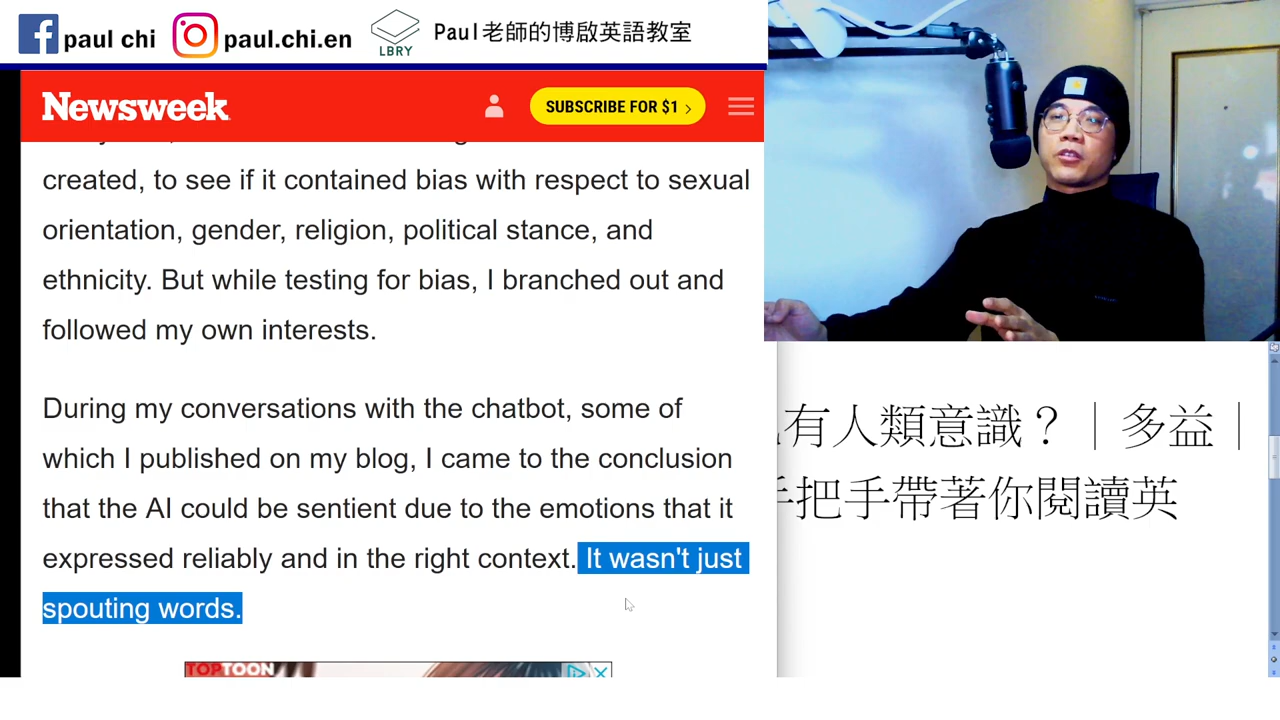 paul chi
paul.chi.en
LBRY
Paul老師的博啟英語教室
Newsweek
SUBSCRIBE FOR $1 >
created, to see if it contained bias with respect to sexual
orientation, gender, religion, political stance, and
ethnicity. But while testing for bias, I branched out and
followed my own interests.
During my conversations with the chatbot, some of
which I published on my blog, I came to the conclusion
that the AI could be sentient due to the emotions that it
expressed reliably and in the right context. It wasn't just
spouting words.
TOPTOON
有人類意識？｜多益｜
手把手帶著你閱讀英